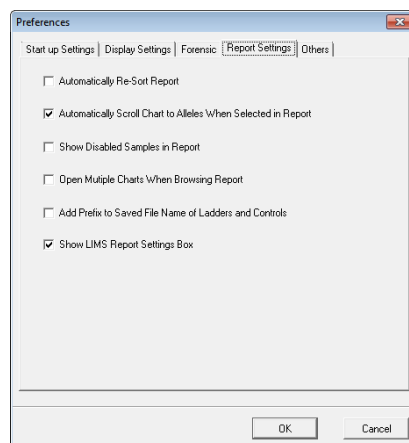 Preferences
Start up Settings Display Settings Forensic Report Settings Others
Automatically Re-Sort Report
Automatically Scroll Chart to Alleles When Selected in Report
Show Disabled Samples in Report
Open Mutiple Charts When Browsing Report
Add Prefix to Saved File Name of Ladders and Controls
Show LIMS Report Settings Box
OK Cancel